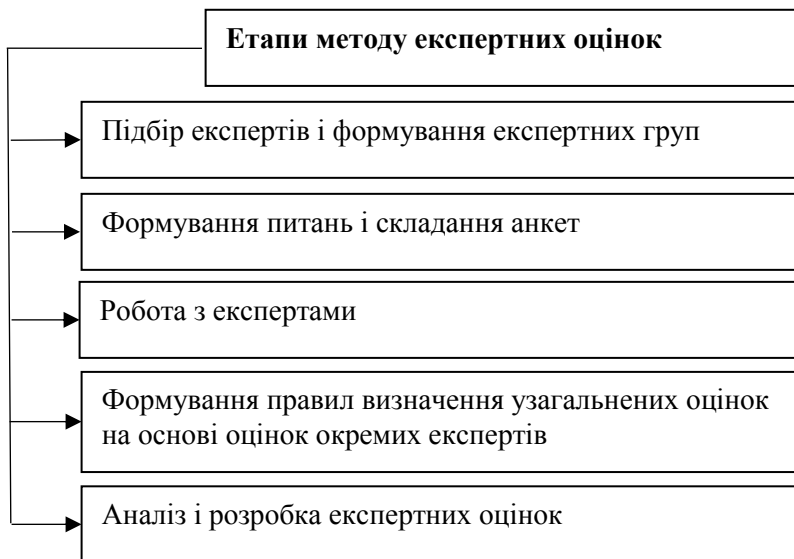 Етапи методу експертних оцінок
Підбір експертів і формування експертних груп
Формування питань і складання анкет
Робота з експертами
Формування правил визначення узагальнених оцінок
на основі оцінок окремих експертів
Аналіз і розробка експертних оцінок